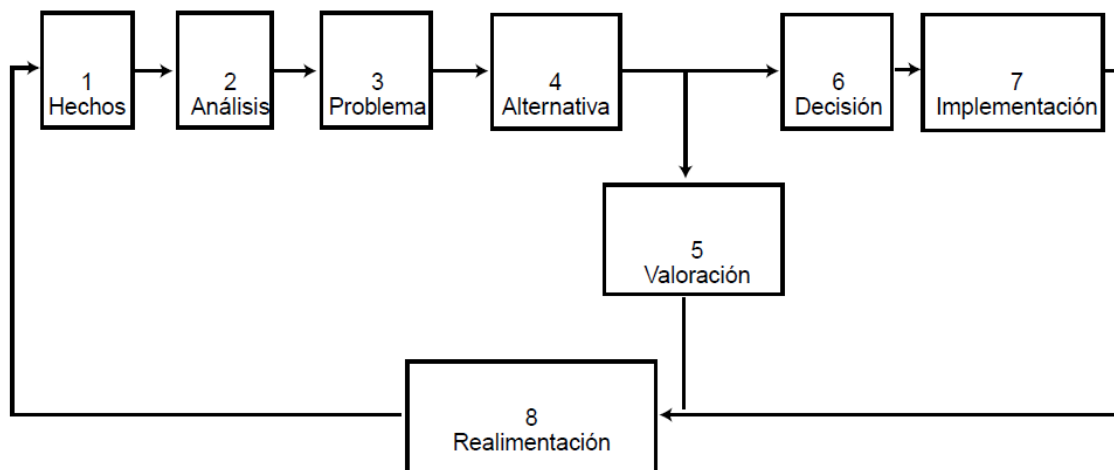 1
Hechos
2
Análisis
3
Problema
4
Alternativa
6
Decisión
7
Implementación
5
Valoración
8
Realimentación